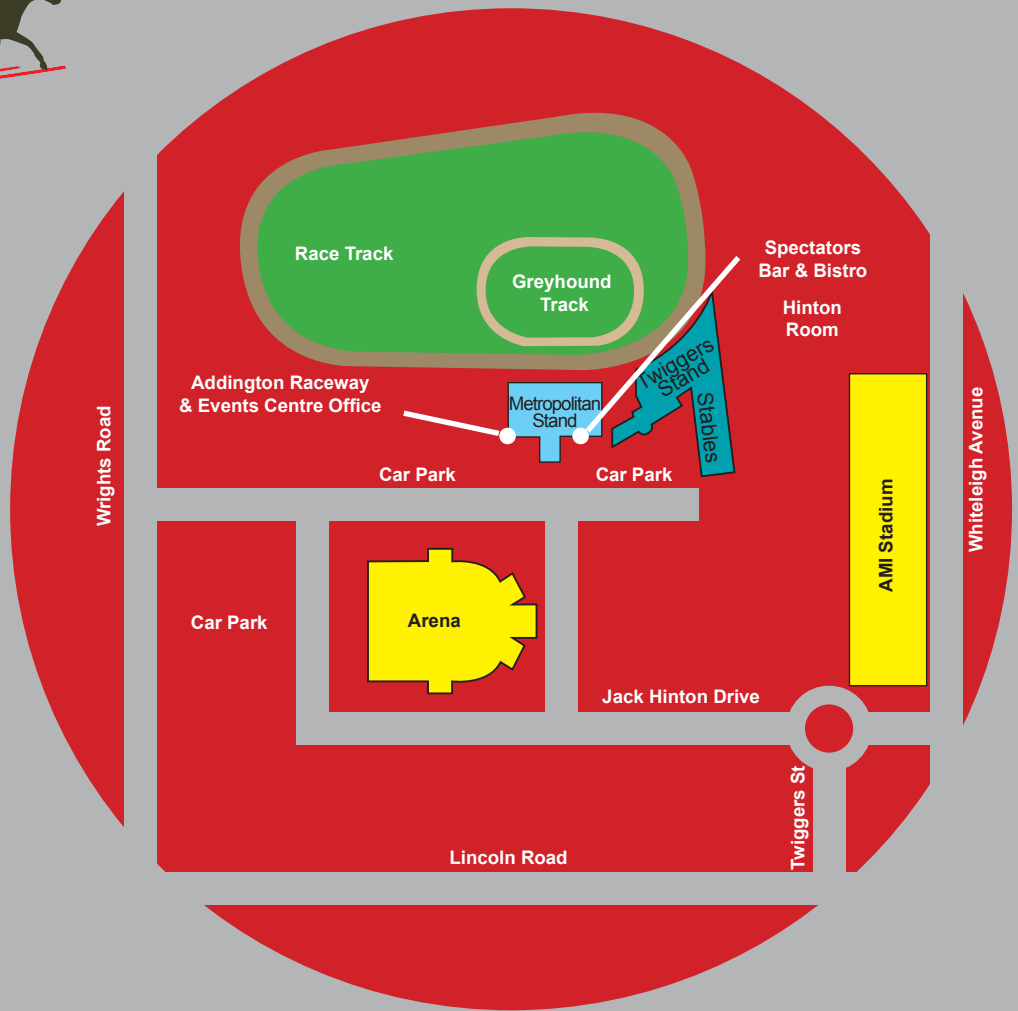 Race Track
Greyhound
Track
Spectators
Bar & Bistro
Hinton
Room
Addington Raceway
& Events Centre Office
Metropolitan
Stand
Twiggers
Stand
Stables
Car Park
Car Park
Wrights Road
Whiteleigh Avenue
AMI Stadium
Car Park
Arena
Jack Hinton Drive
Twiggers St
Lincoln Road